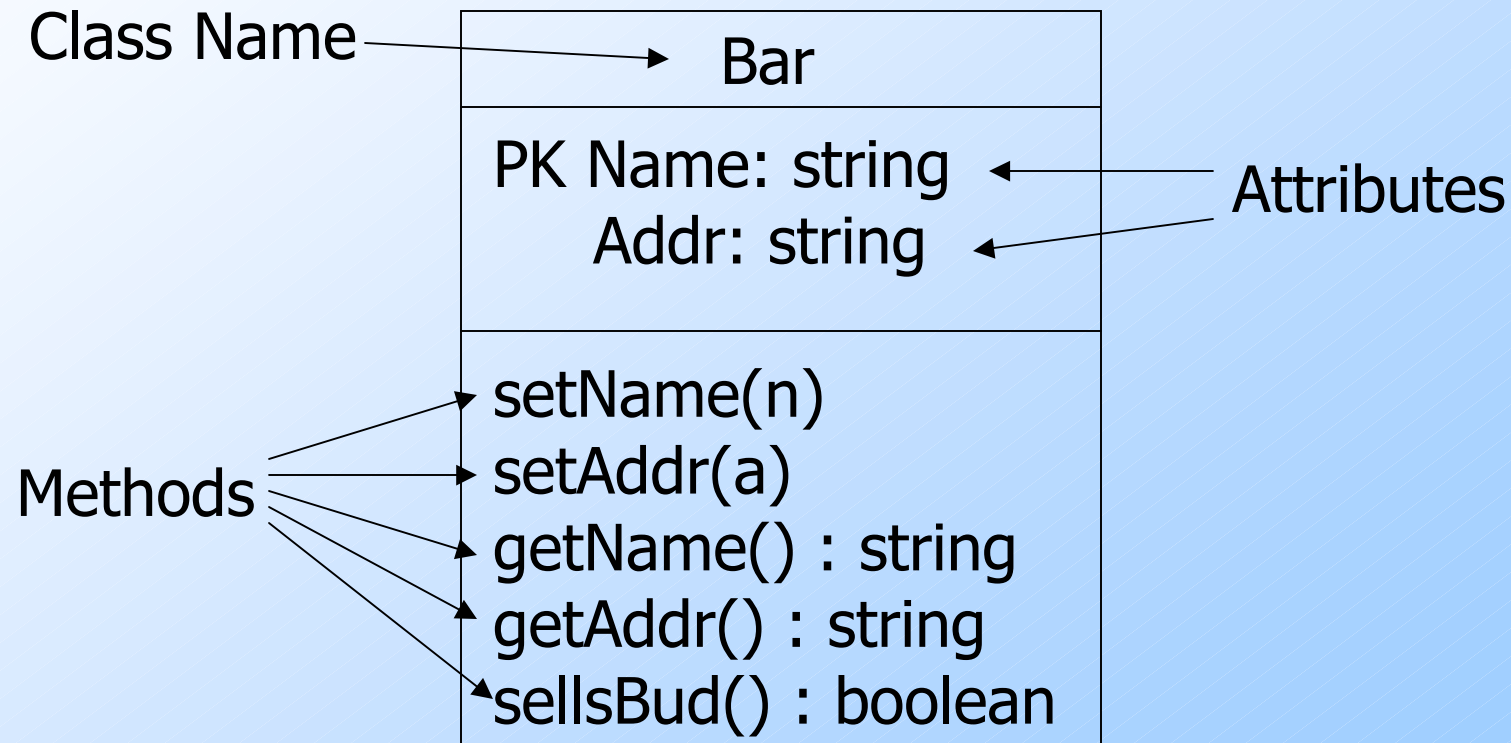 Class Name
Bar
PK Name: string
Addr: string
Attributes
Methods
setName(n)
setAddr(a)
getName() : string
getAddr() : string
sellsBud() : boolean